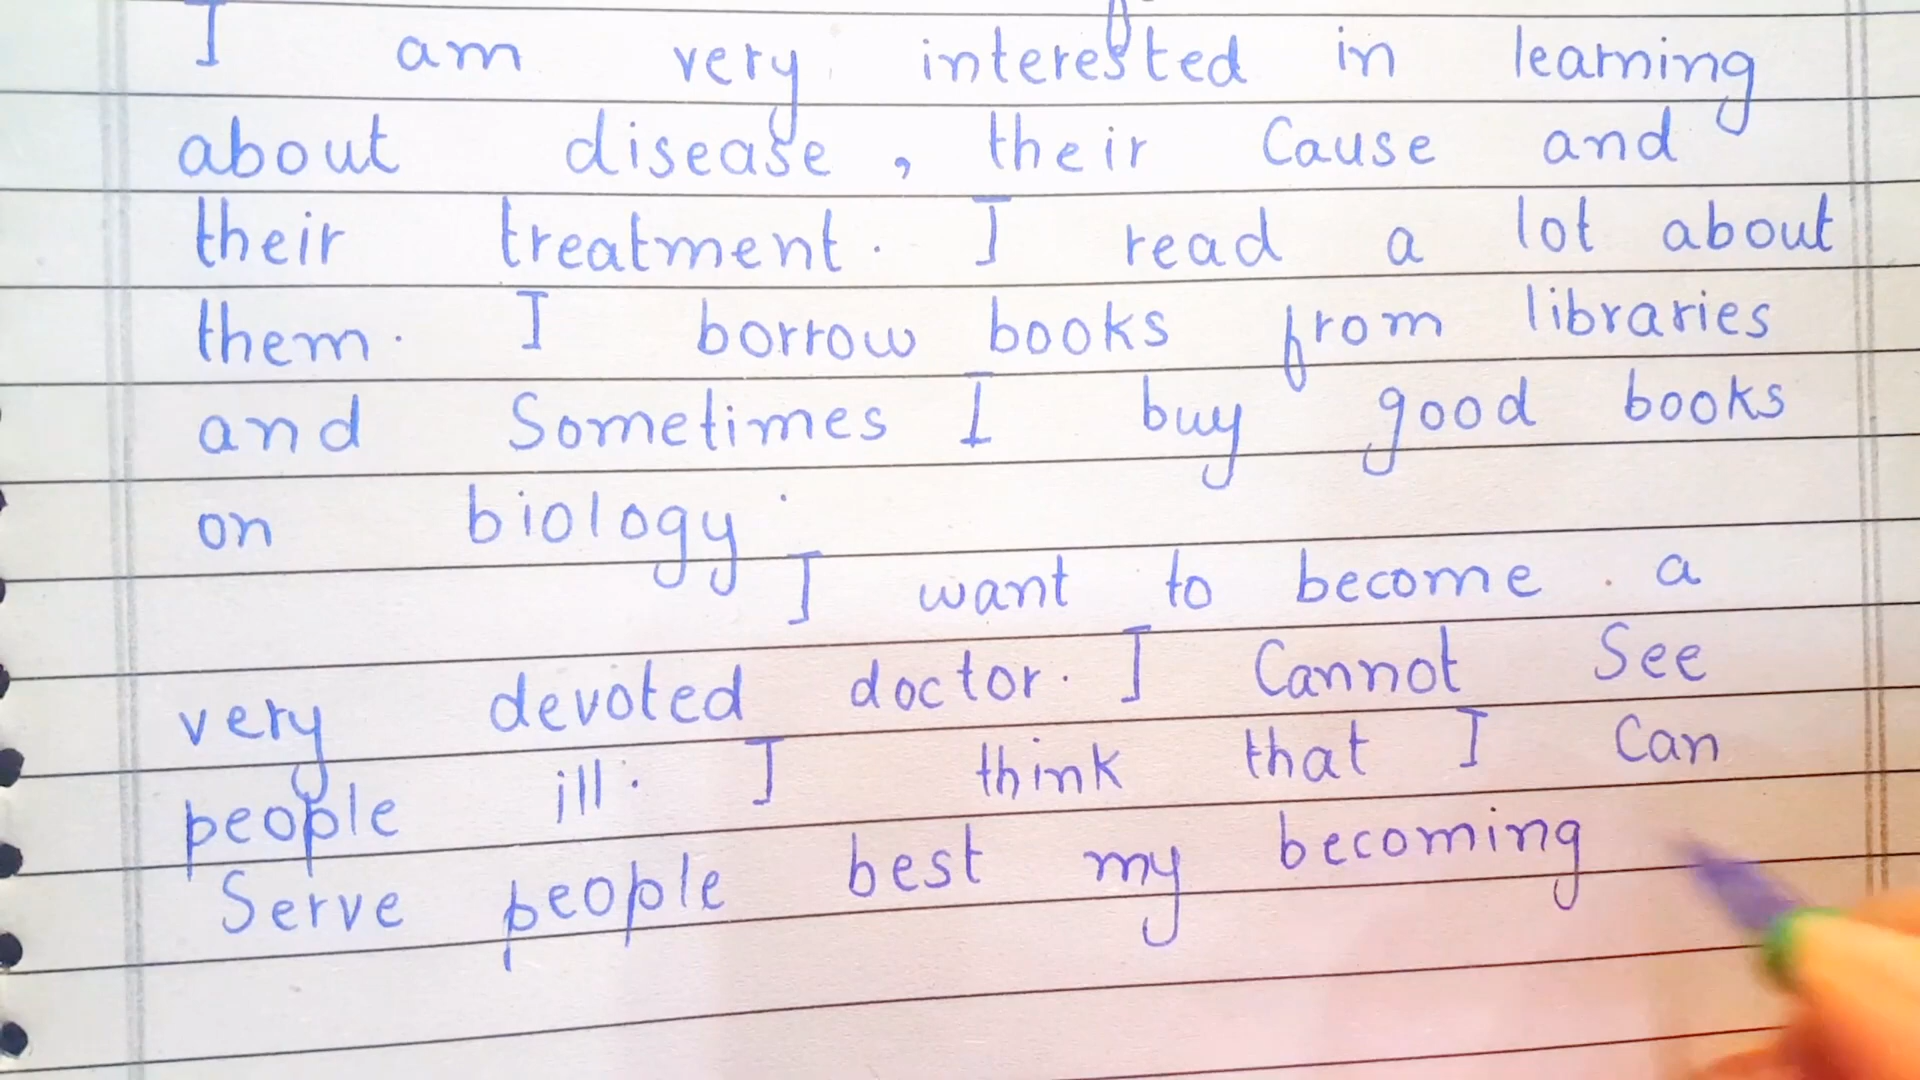 I am very interested in learning
about disease, their Cause and
their treatment. I read a lot about
them. I borrow books from libraries
and Sometimes I buy good books
on biology.
I want to become a
very devoted doctor. I Cannot See
people ill. I think that I Can
Serve people best my becoming